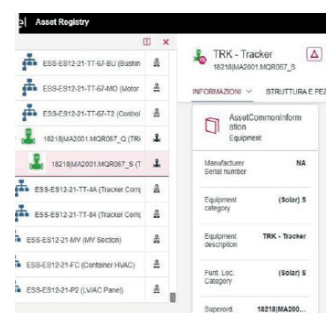 Asset Registry
ESS-ES12-21-TT-67-BU (Bushin
ESS-ES12-21-TT-67-MO (Motor
ESS-ES12-21-TT-67-T2 (Control
18218|MA2001.MQR067_Q (TRI
18218|MA2001.MQR067_S (T
ESS-ES12-21-TT-4A (Tracker Comp
ESS-ES12-21-TT-84 (Tracker Comp
ESS-ES12-21-MV (MV Section)
ESS-ES12-21-FC (Container HVAC)
ESS-ES12-21-P2 (LV/AC Panel)
TRK - Tracker
18218|MA2001.MQR067_S
INFORMAZIONI
STRUTTURA E PEZ
AssetCommonInform
ation
Equipment
Manufacturer
Serial number
NA
Equipment
category
(Solar) S
Equipment
description
TRK - Tracker
Funt. Loc.
Category
(Solar) S
Superord
18218|MA200...